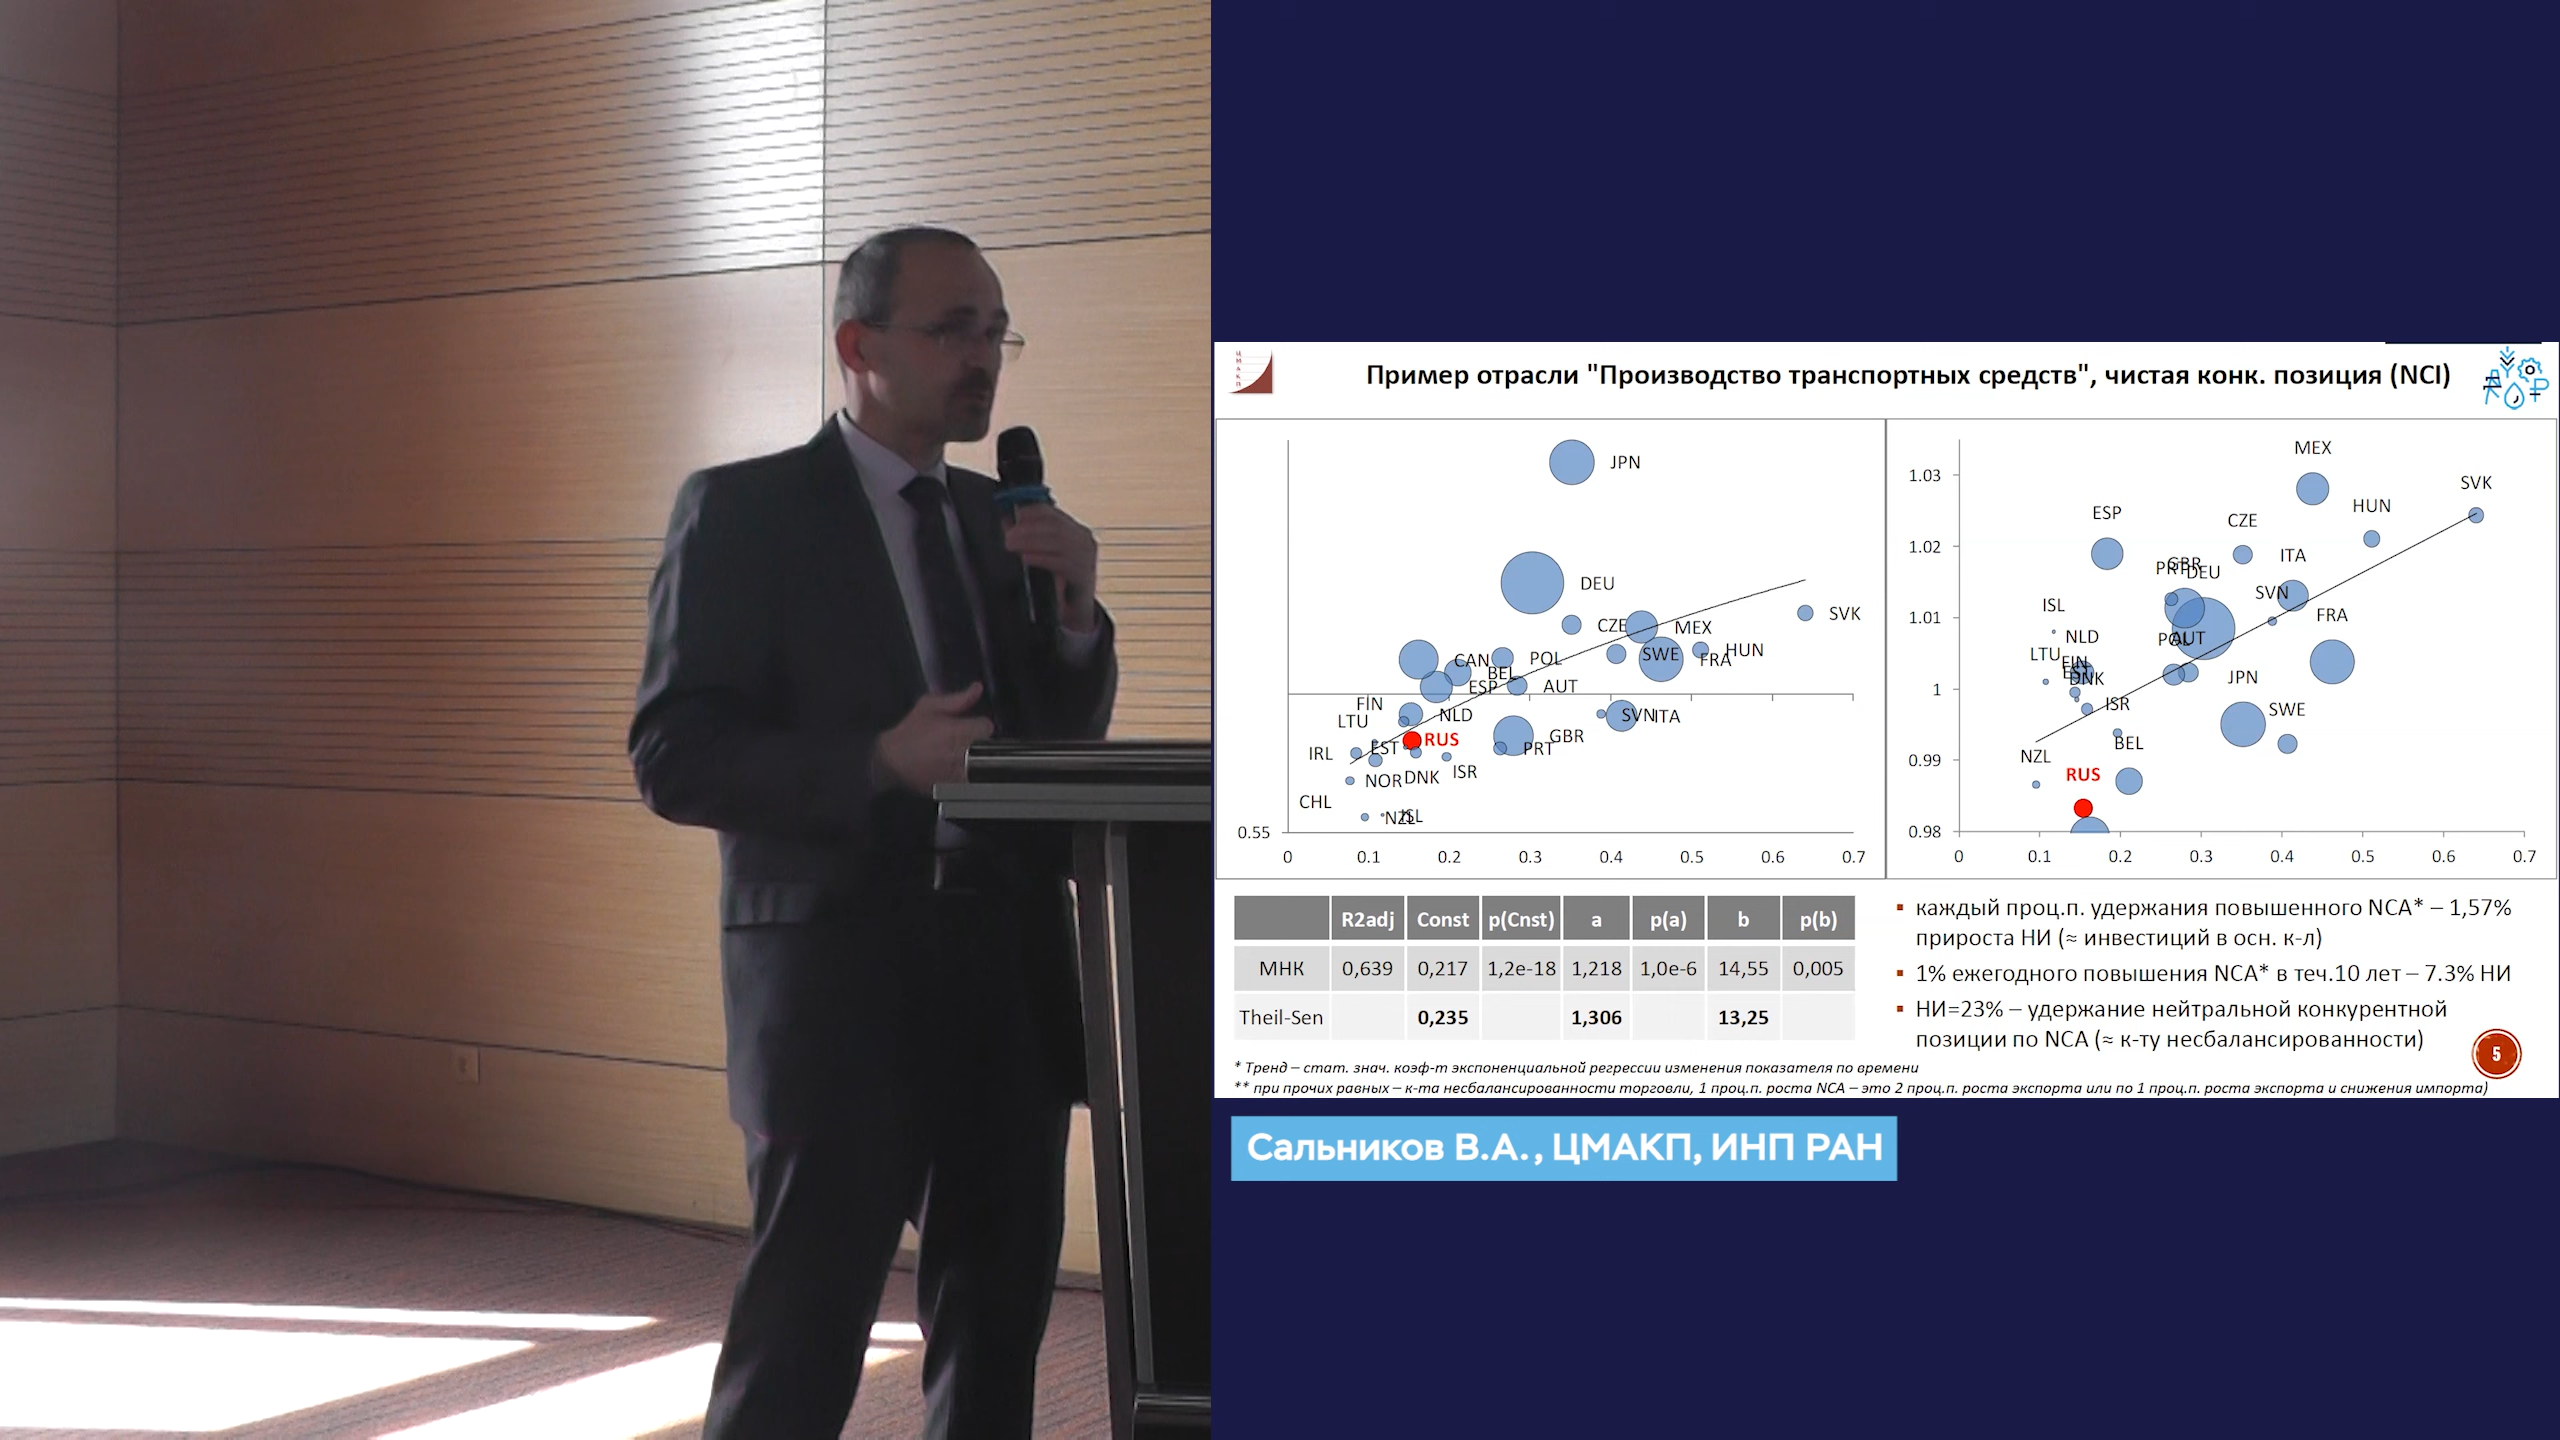 ЦМАКП
Пример отрасли "Производство транспортных средств", чистая конк. позиция (NCI)
JPN
DEU
SVK
CZE
MEX
HUN
CAN
POL
SWE
FRA
BEL
ESP
AUT
FIN
LTU
NLD
SVN
ITA
RUS
GBR
IRL
EST
PRT
NOR
DNK
ISR
CHL
NZL
ISL
0.55
0 0.1 0.2 0.3 0.4 0.5 0.6 0.7
MEX
1.03
SVK
ESP
HUN
CZE
1.02
ITA
GBR
PRT
DEU
SVN
ISL
1.01
FRA
NLD
POL
AUT
LTU
FIN
EST
DNK
JPN
1
ISR
SWE
BEL
NZL
0.99
RUS
0.98
0 0.1 0.2 0.3 0.4 0.5 0.6 0.7
R2adj Const p(Cnst) a p(a) b p(b)
МНК 0,639 0,217 1,2e-18 1,218 1,0e-6 14,55 0,005
Theil-Sen 0,235 1,306 13,25
каждый проц.п. удержания повышенного NCA* – 1,57%
прироста НИ (≈ инвестиций в осн. к-л)
1% ежегодного повышения NCA* в теч.10 лет – 7.3% НИ
НИ=23% – удержание нейтральной конкурентной
позиции по NCA (≈ к-ту несбалансированности)
5
* Тренд – стат. знач. коэф-т экспоненциальной регрессии изменения показателя по времени
** при прочих равных – к-та несбалансированности торговли, 1 проц.п. роста NCA – это 2 проц.п. роста экспорта или по 1 проц.п. роста экспорта и снижения импорта)
Сальников В.А., ЦМАКП, ИНП РАН